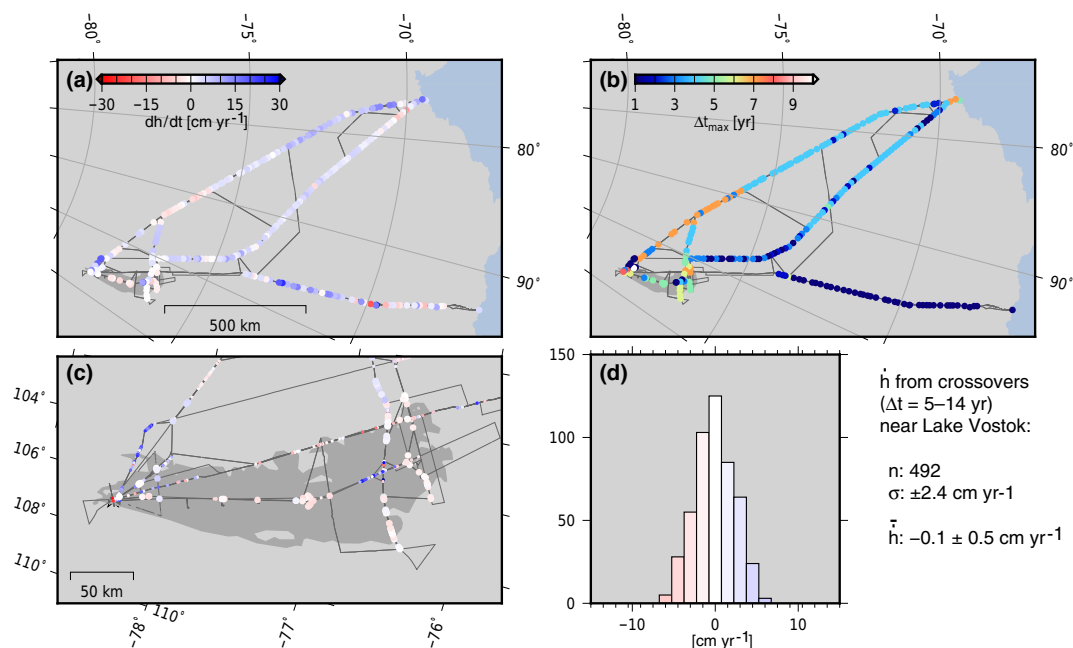 −80°
−75°
−70°
−80°
−75°
−70°
(a)
−30 −15 0 15 30
dh/dt [cm yr⁻¹]
80°
90°
500 km
(b)
1 3 5 7 9
Δt_max [yr]
80°
90°
(c)
104°
106°
108°
110°
50 km
110°
−78°
−77°
−76°
(d)
150
100
50
0
−10 0 10
[cm yr⁻¹]
ḣ from crossovers
(Δt = 5–14 yr)
near Lake Vostok:
n: 492
σ: ±2.4 cm yr-1
ḣ̄: −0.1 ± 0.5 cm yr⁻¹